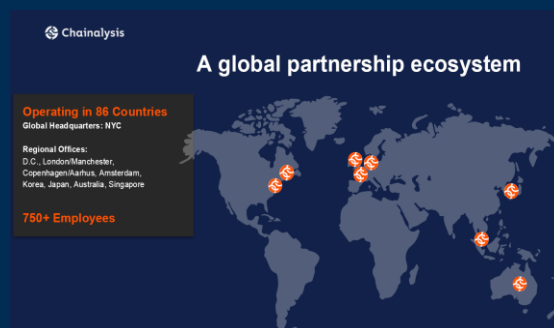 Chainalysis
A global partnership ecosystem
Operating in 86 Countries
Global Headquarters: NYC
Regional Offices:
D.C., London/Manchester,
Copenhagen/Aarhus, Amsterdam,
Korea, Japan, Australia, Singapore
750+ Employees